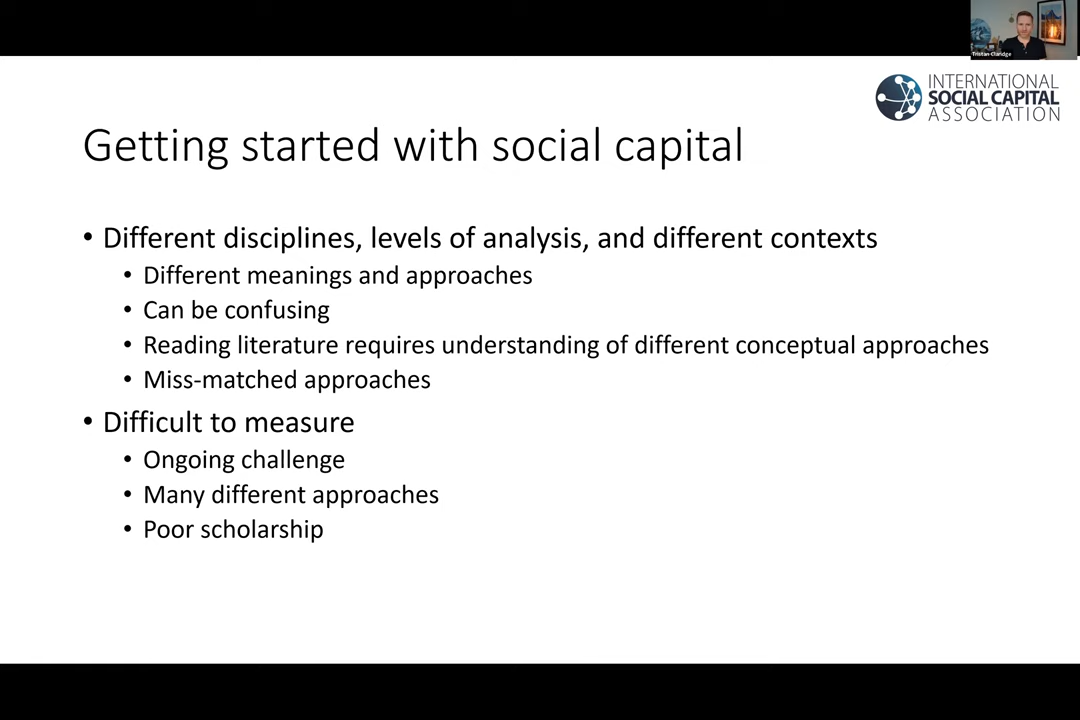 Tristan Claridge
INTERNATIONAL
SOCIAL CAPITAL
ASSOCIATION
Getting started with social capital
• Different disciplines, levels of analysis, and different contexts
• Different meanings and approaches
• Can be confusing
• Reading literature requires understanding of different conceptual approaches
• Miss-matched approaches
• Difficult to measure
• Ongoing challenge
• Many different approaches
• Poor scholarship